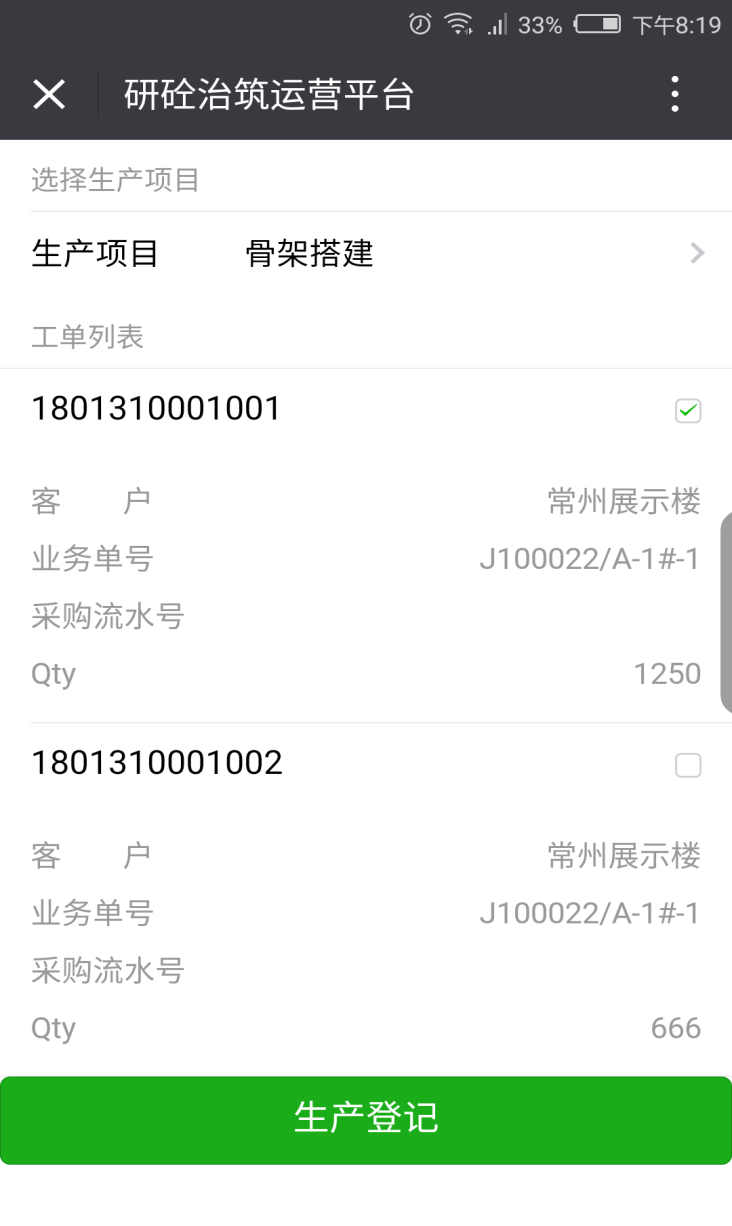 33% 下午8:19
研砼治筑运营平台
选择生产项目
生产项目 骨架搭建
工单列表
1801310001001
客 户 常州展示楼
业务单号 J100022/A-1#-1
采购流水号
Qty 1250
1801310001002
客 户 常州展示楼
业务单号 J100022/A-1#-1
采购流水号
Qty 666
生产登记